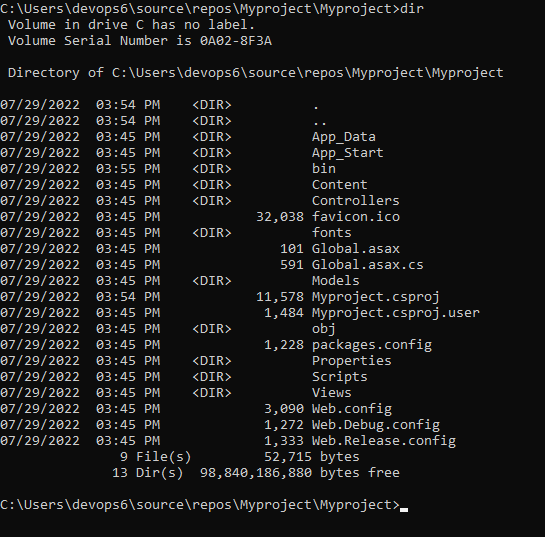 C:\Users\devops6\source\repos\Myproject\Myproject>dir
 Volume in drive C has no label.
 Volume Serial Number is 0A02-8F3A

 Directory of C:\Users\devops6\source\repos\Myproject\Myproject

07/29/2022  03:54 PM    <DIR>          .
07/29/2022  03:54 PM    <DIR>          ..
07/29/2022  03:45 PM    <DIR>          App_Data
07/29/2022  03:45 PM    <DIR>          App_Start
07/29/2022  03:55 PM    <DIR>          bin
07/29/2022  03:45 PM    <DIR>          Content
07/29/2022  03:45 PM    <DIR>          Controllers
07/29/2022  03:45 PM            32,038 favicon.ico
07/29/2022  03:45 PM    <DIR>          fonts
07/29/2022  03:45 PM               101 Global.asax
07/29/2022  03:45 PM               591 Global.asax.cs
07/29/2022  03:45 PM    <DIR>          Models
07/29/2022  03:54 PM            11,578 Myproject.csproj
07/29/2022  03:45 PM             1,484 Myproject.csproj.user
07/29/2022  03:45 PM    <DIR>          obj
07/29/2022  03:45 PM             1,228 packages.config
07/29/2022  03:45 PM    <DIR>          Properties
07/29/2022  03:45 PM    <DIR>          Scripts
07/29/2022  03:45 PM    <DIR>          Views
07/29/2022  03:45 PM             3,090 Web.config
07/29/2022  03:45 PM             1,272 Web.Debug.config
07/29/2022  03:45 PM             1,333 Web.Release.config
               9 File(s)         52,715 bytes
              13 Dir(s)  98,840,186,880 bytes free

C:\Users\devops6\source\repos\Myproject\Myproject>